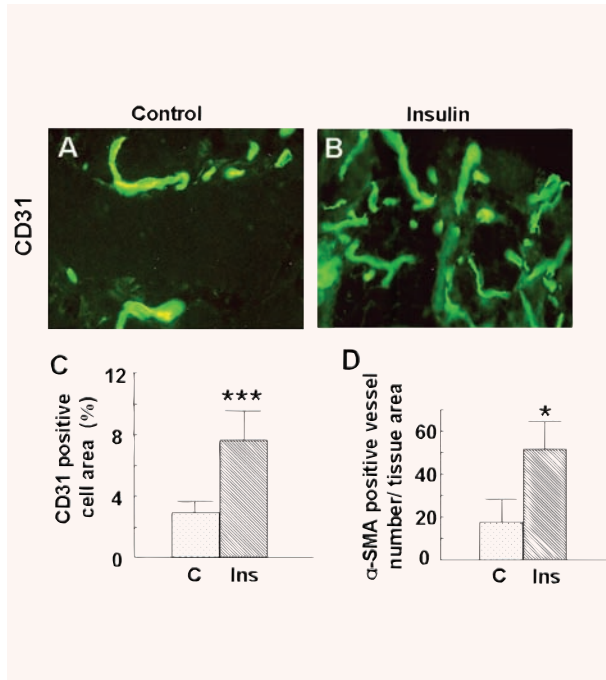 Control
Insulin
A
B
CD31
C
D
CD31 positive
cell area (%)
12
8
4
0
***
C
Ins
α-SMA positive vessel
number/ tissue area
60
40
20
0
*
C
Ins